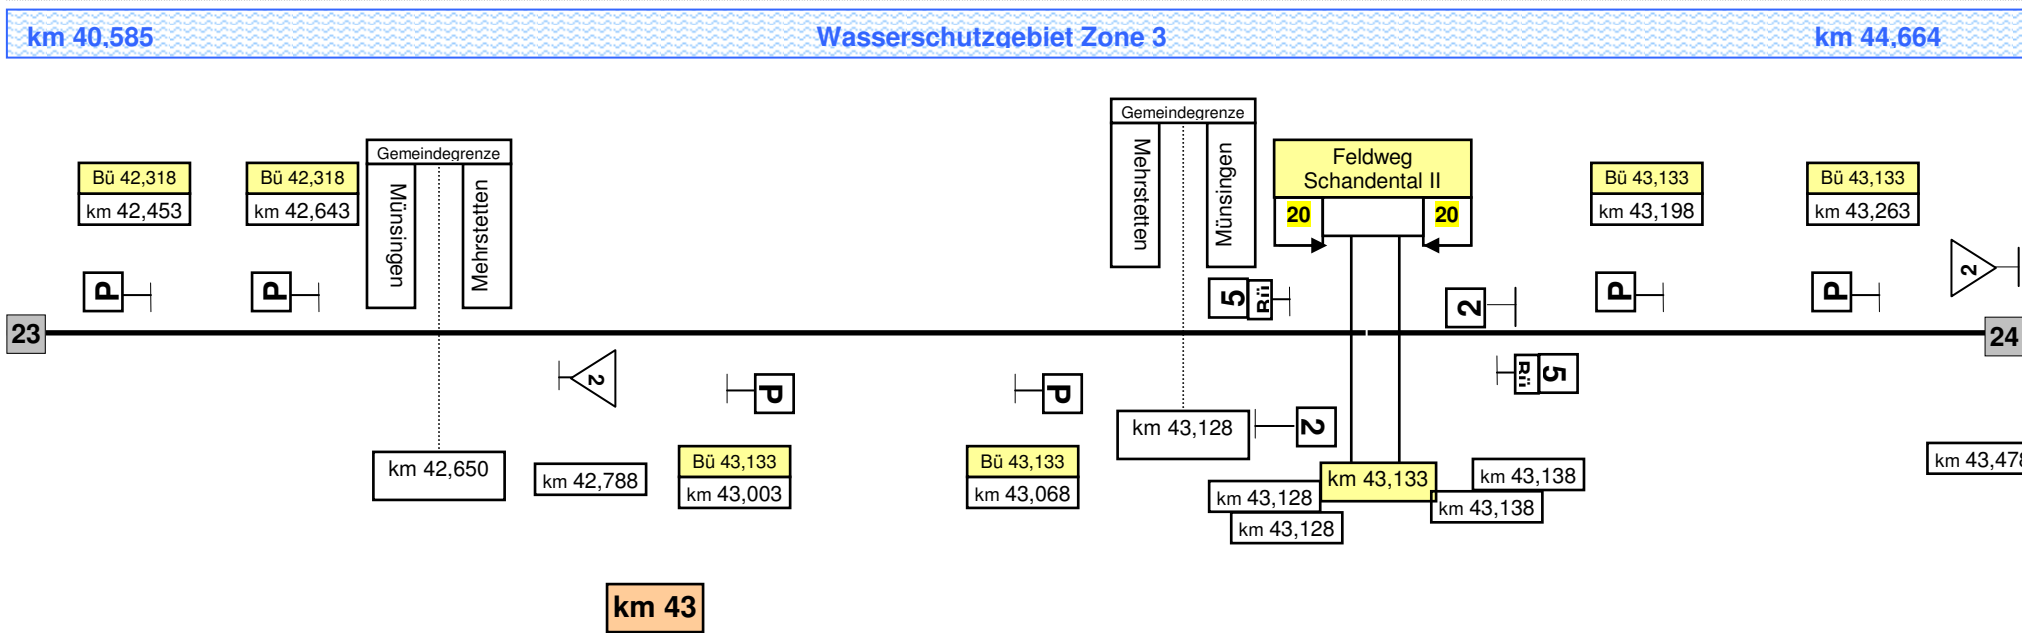 km 40,585 Wasserschutzgebiet Zone 3 km 44,664
Gemeindegrenze
Mehrstetten
Münsingen
Gemeindegrenze
Münsingen
Mehrstetten
Feldweg
Schandental II
20 20
Bü 42,318
km 42,453
Bü 42,318
km 42,643
Bü 43,133
km 43,198
Bü 43,133
km 43,263
P
P
5 Rü
2
P
P
2
23
24
2
P
P
5 Rü
2
km 43,128
km 42,650
km 42,788
Bü 43,133
km 43,003
Bü 43,133
km 43,068
km 43,133
km 43,128
km 43,128
km 43,138
km 43,138
km 43,478
km 43